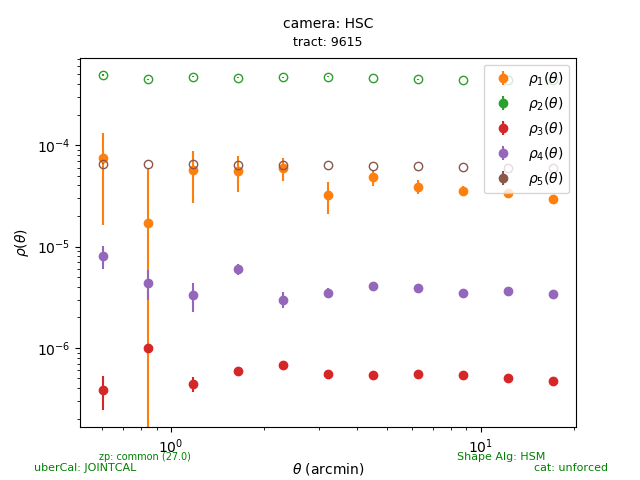 camera: HSC
tract: 9615
ρ₁(θ)
ρ₂(θ)
ρ₃(θ)
ρ₄(θ)
ρ₅(θ)
10⁻⁴
10⁻⁵
10⁻⁶
ρ(θ)
10⁰
10¹
θ (arcmin)
zp: common (27.0)
uberCal: JOINTCAL
Shape Alg: HSM
cat: unforced